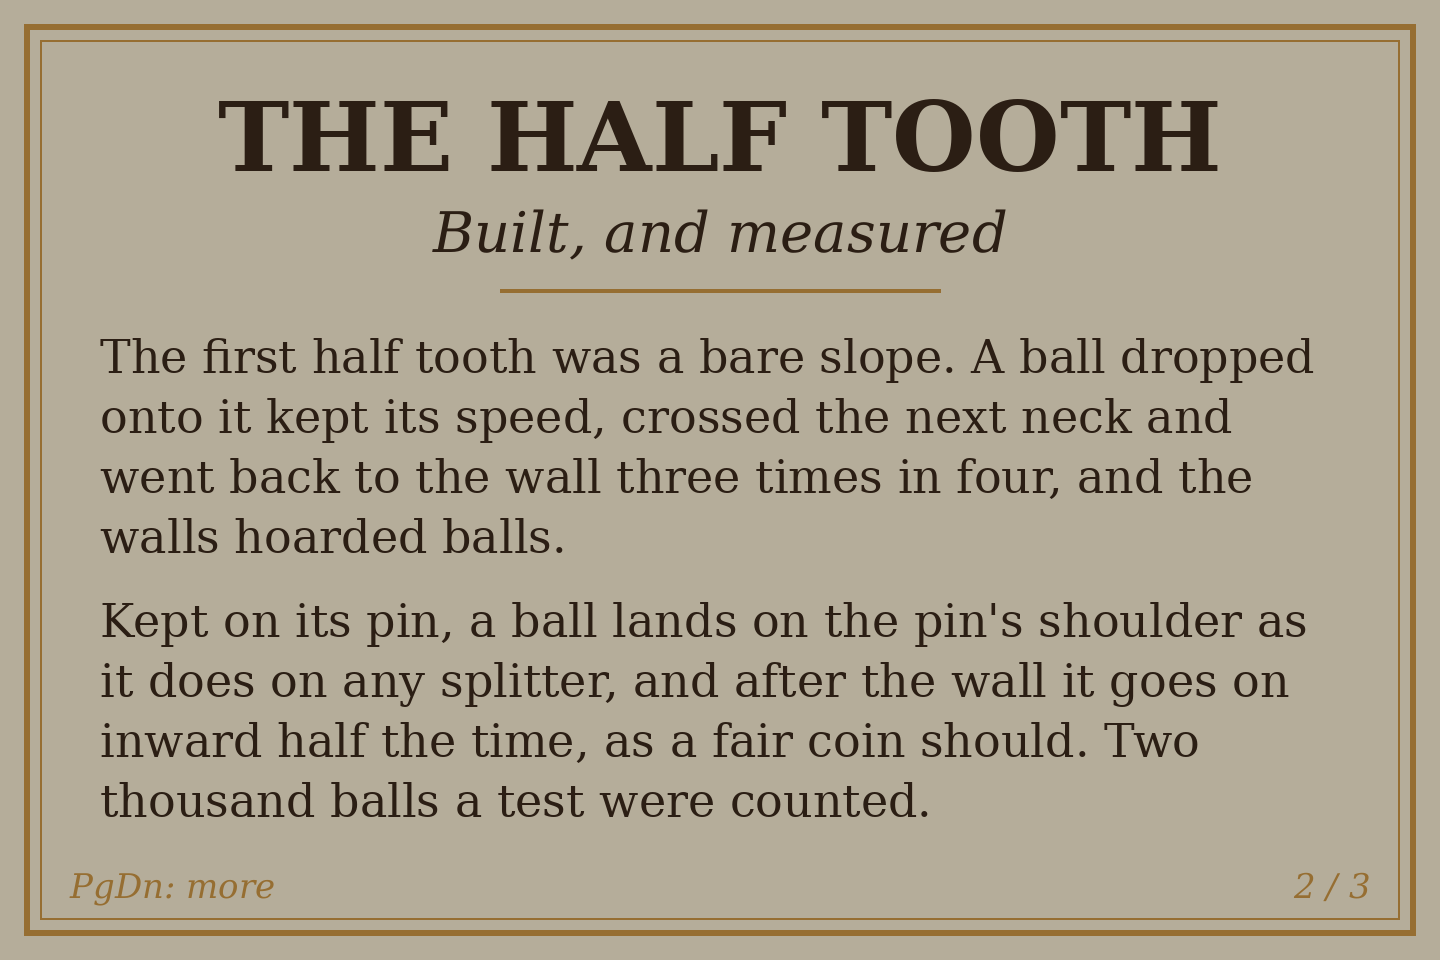 THE HALF TOOTH
Built, and measured
The first half tooth was a bare slope. A ball dropped
onto it kept its speed, crossed the next neck and
went back to the wall three times in four, and the
walls hoarded balls.
Kept on its pin, a ball lands on the pin's shoulder as
it does on any splitter, and after the wall it goes on
inward half the time, as a fair coin should. Two
thousand balls a test were counted.
PgDn: more
2 / 3